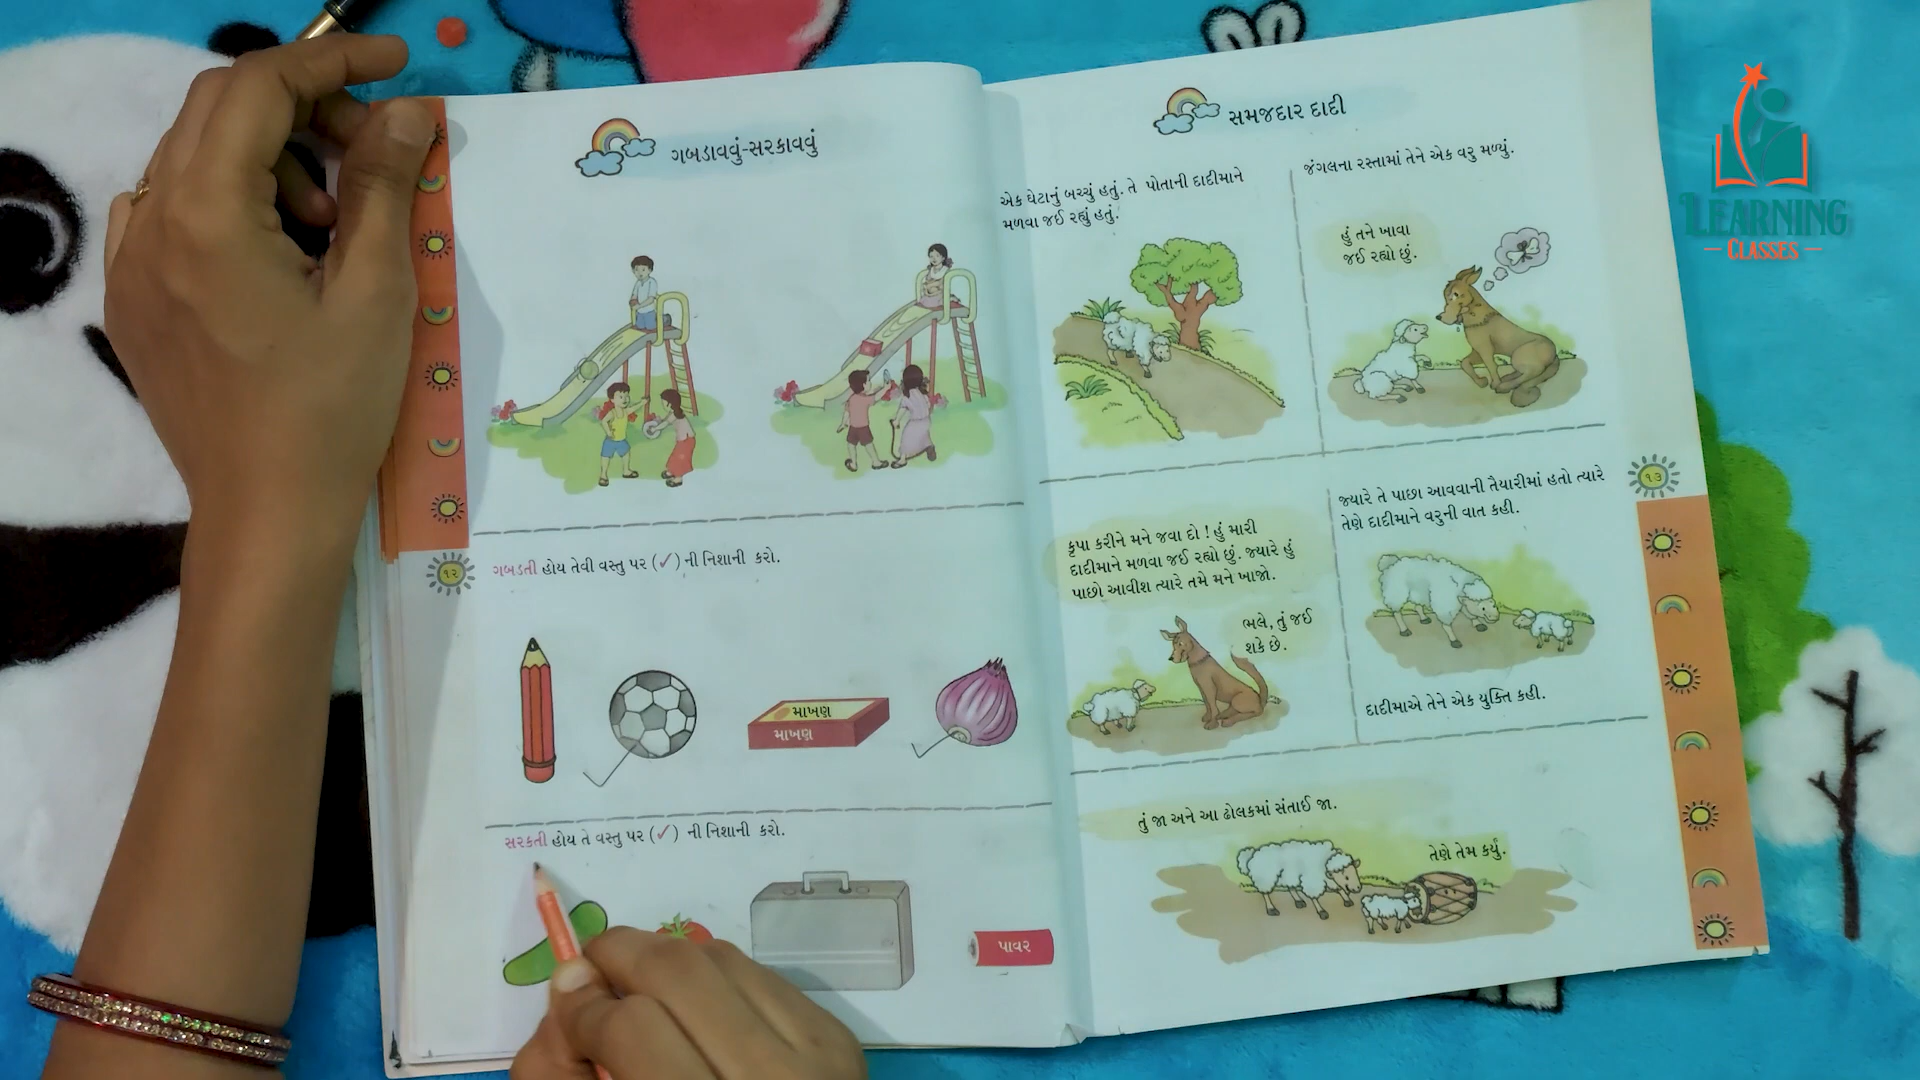 ગબડાવવું-સરકાવવું
ગબડતી હોય તેવી વસ્તુ પર (✓) ની નિશાની કરો.
માખણ
માખણ
સરકતી હોય તે વસ્તુ પર (✓) ની નિશાની કરો.
પાવર
૧૨
સમજદાર દાદી
એક ઘેટાનું બચ્ચું હતું. તે પોતાની દાદીમાને
મળવા જઈ રહ્યું હતું.
જંગલના રસ્તામાં તેને એક વરુ મળ્યું.
હું તને ખાવા
જઈ રહ્યો છું.
કૃપા કરીને મને જવા દો ! હું મારી
દાદીમાને મળવા જઈ રહ્યો છું. જ્યારે હું
પાછો આવીશ ત્યારે તમે મને ખાજો.
ભલે, તું જઈ
શકે છે.
જ્યારે તે પાછા આવવાની તૈયારીમાં હતો ત્યારે
તેણે દાદીમાને વરુની વાત કહી.
દાદીમાએ તેને એક યુક્તિ કહી.
તું જા અને આ ઢોલકમાં સંતાઈ જા.
તેણે તેમ કર્યું.
૧૩
LEARNING
CLASSES